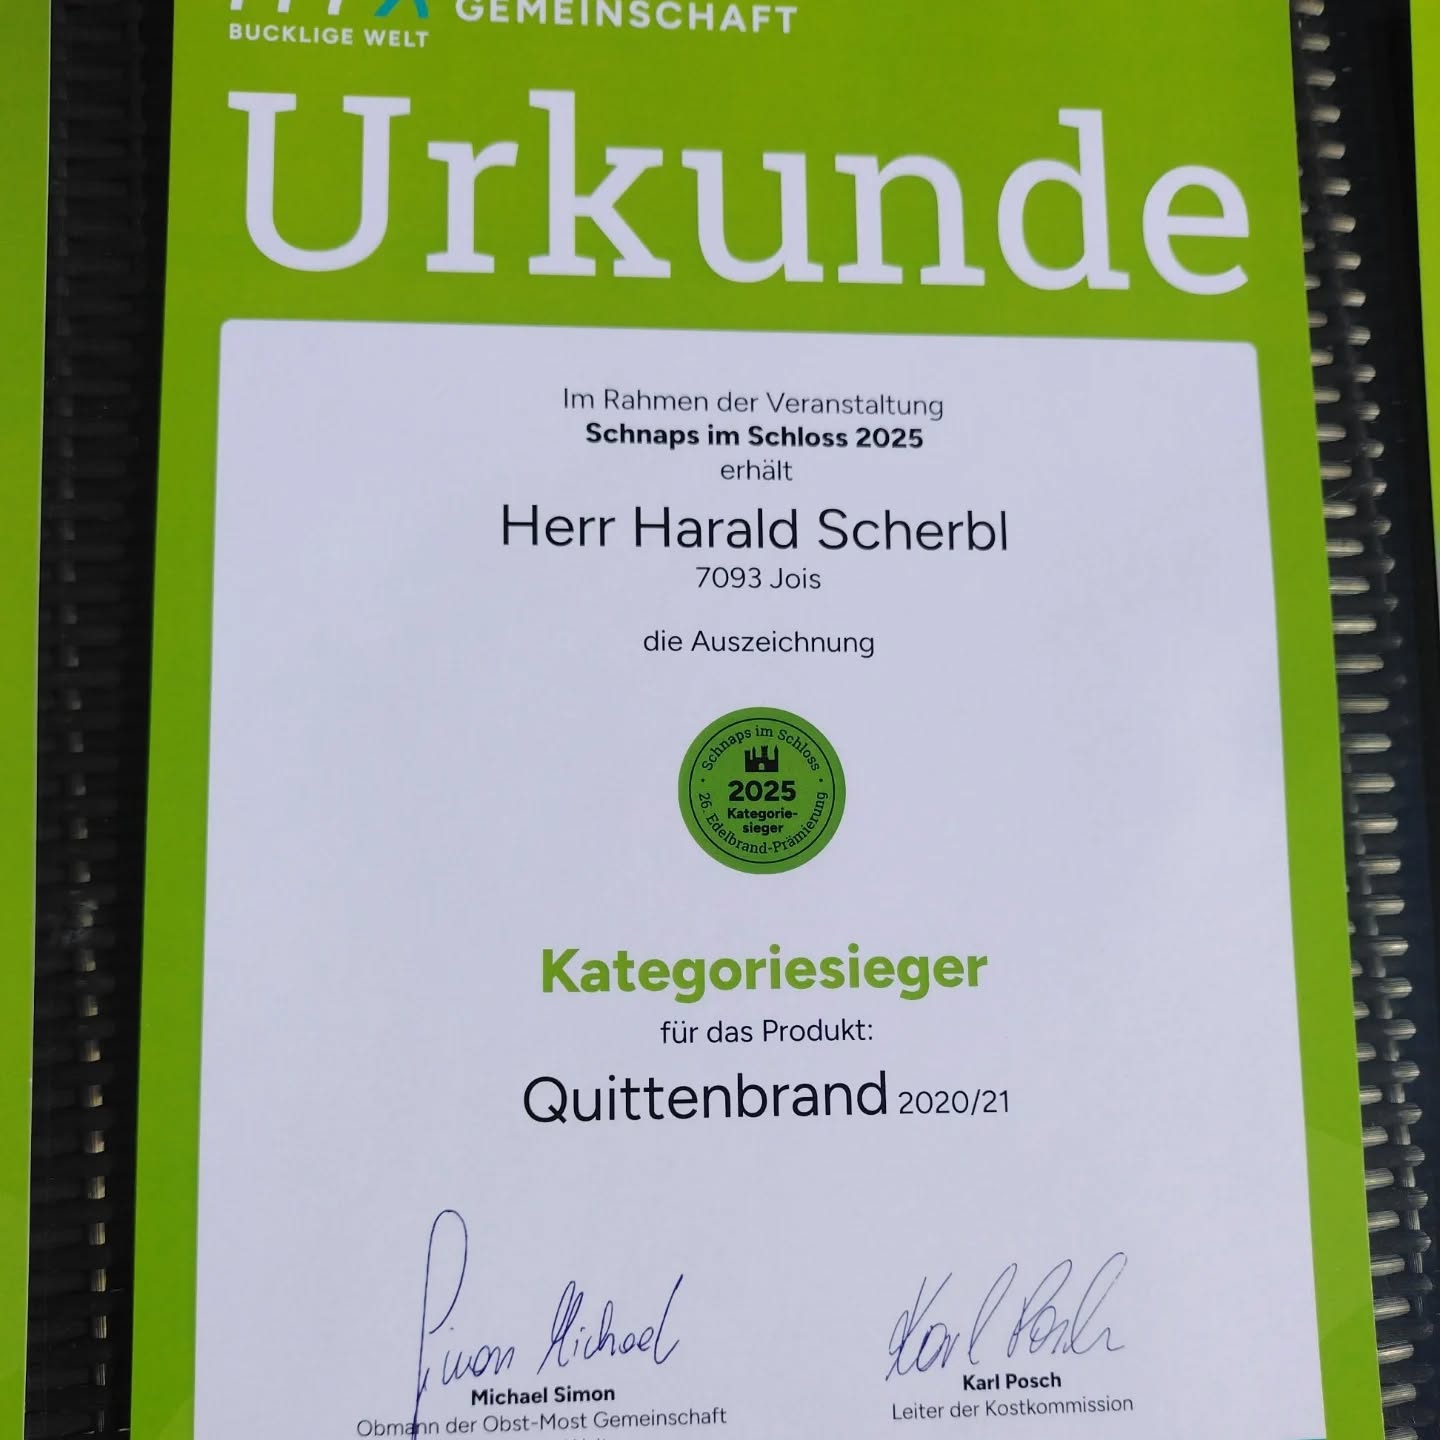 GEMEINSCHAFT
BUCKLIGE WELT
Urkunde
Im Rahmen der Veranstaltung
Schnaps im Schloss 2025
erhält
Herr Harald Scherbl
7093 Jois
die Auszeichnung
Schnaps im Schloss
2025
Kategorie-
sieger
26. Edelbrand-Prämierung
Kategoriesieger
für das Produkt:
Quittenbrand 2020/21
Simon Michael
Karl Posch
Michael Simon
Karl Posch
Obmann der Obst-Most Gemeinschaft
Leiter der Kostkommission